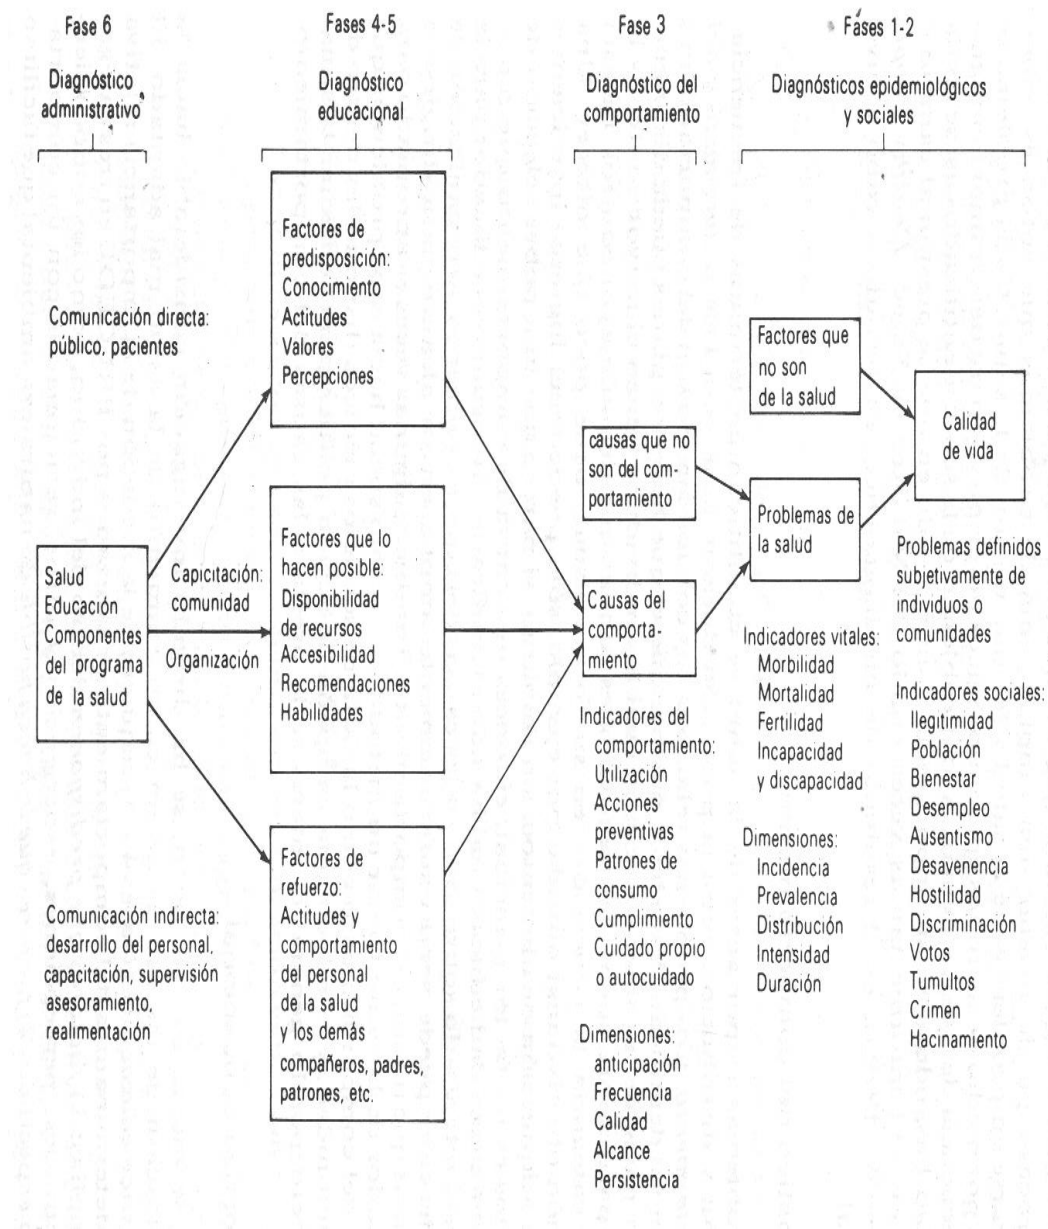 Fase 6
Diagnóstico
administrativo
Comunicación directa:
público, pacientes
Salud
Educación
Componentes
del programa
de la salud
Capicitación:
comunidad
Organización
Comunicación indirecta:
desarrollo del personal,
capacitación, supervisión
asesoramiento,
realimentación
Fases 4-5
Diagnóstico
educacional
Factores de
predisposición:
Conocimiento
Actitudes
Valores
Percepciones
Factores que lo
hacen posible:
Disponibilidad
de recursos
Accesibilidad
Recomendaciones
Habilidades
Factores de
refuerzo:
Actitudes y
comportamiento
del personal
de la salud
y los demás
compañeros, padres,
patrones, etc.
Fase 3
Diagnóstico del
comportamiento
causas que no
son del com-
portamiento
Causas del
comporta-
miento
Indicadores del
comportamiento:
Utilización
Acciones
preventivas
Patrones de
consumo
Cumplimiento
Cuidado propio
o autocuidado
Dimensiones:
anticipación
Frecuencia
Calidad
Alcance
Persistencia
Fases 1-2
Diagnósticos epidemiológicos
y sociales
Factores que
no son
de la salud
Problemas de
la salud
Indicadores vitales:
Morbilidad
Mortalidad
Fertilidad
Incapacidad
y discapacidad
Dimensiones:
Incidencia
Prevalencia
Distribución
Intensidad
Duración
Calidad
de vida
Problemas definidos
subjetivamente de
individuos o
comunidades
Indicadores sociales:
Ilegitimidad
Población
Bienestar
Desempleo
Ausentismo
Desavenencia
Hostilidad
Discriminación
Votos
Tumultos
Crimen
Hacinamiento